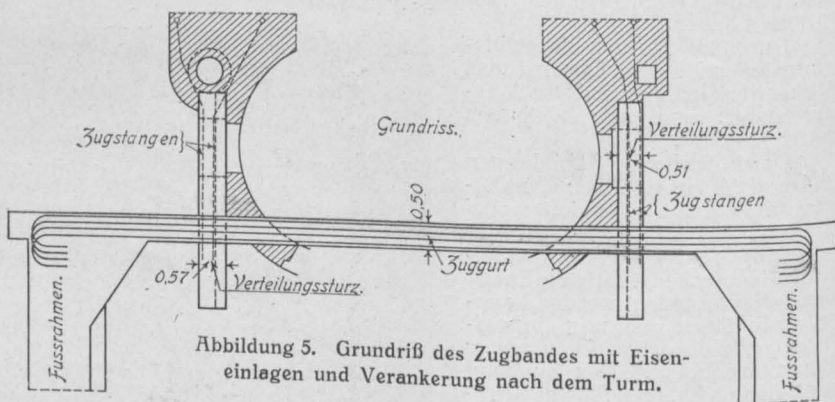 Grundriss.
Zugstangen
Verteilungssturz.
0,51
Zugstangen
0,50
Zuggurt
0,57
Verteilungssturz.
Fussrahmen.
Fussrahmen.
Abbildung 5. Grundriß des Zugbandes mit Eisen-
einlagen und Verankerung nach dem Turm.